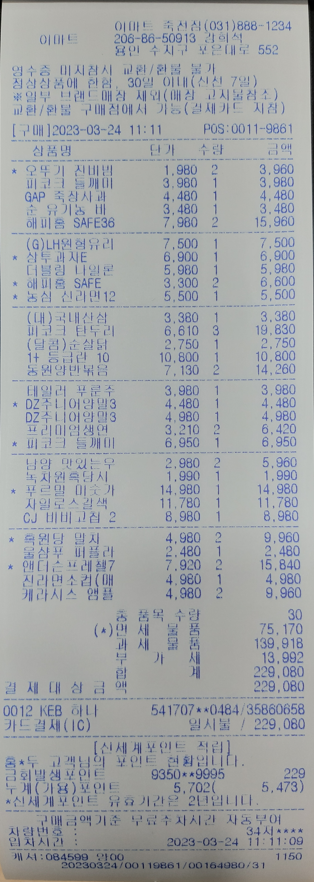 이마트 죽전점(031)888-1234
이마트 206-86-50913 강희석
용인 수지구 포은대로 552
영수증 미지참시 교환/환불 불가
정상상품에 한함, 30일 이내(신선 7일)
※일부 브랜드매장 제외(매장 고지물참조)
교환/환불 구매점에서 가능(결제카드 지참)
[구매]2023-03-24 11:11 POS:0011-9861
상품명 단가 수량 금액
* 오뚜기 진비빔 1,980 2 3,960
피코크 들깨미 3,980 1 3,980
GAP 죽장시과 4,480 1 4,480
순 유기농 바 3,480 1 3,480
해피홈 SAFE36 7,980 2 15,960
(G)LH원형유리 7,500 1 7,500
* 상투과자E 6,900 1 6,900
더블링 나일론 5,980 1 5,980
* 해피홈 SAFE 3,300 2 6,600
* 농심 신라면12 5,500 1 5,500
(대)국내산삼 3,380 1 3,380
피코크 탄두리 6,610 3 19,830
(달콤)순살닭 2,750 1 2,750
1+ 등급란 10 10,800 1 10,800
동원양반볶음 7,130 2 14,260
테일러 푸룬주 3,980 1 3,980
* DZ주니어양말3 4,480 1 4,480
DZ주니어양말3 4,980 1 4,980
프리미엄생연 3,210 2 6,420
* 피코크 들깨미 6,950 1 6,950
남양 맛있는우 2,980 2 5,960
녹차원흑당시 1,990 1 1,990
* 포르말 미숫가 14,980 1 14,980
자일로스갈색 11,780 1 11,780
CJ 비비고찹 2 8,980 1 8,980
* 흑원당 말차 4,980 2 9,960
물삼포 퍼플라 2,480 1 2,480
* 앤더슨프레첼7 7,920 2 15,840
진라면소컵(매 4,980 1 4,980
케라시스 앰플 4,980 2 9,960
총 품목 수량 30
(*)면 세 물품 75,170
과 세 물품 139,918
부 가 세 13,992
합 계 229,080
결 제 대 상 금 액 229,080
0012 KEB 하나 541707**0484/35860658
카드결제(IC) 일시불 / 229,080
[신세계포인트 적립]
홍*두 고객님의 포인트 현황입니다.
금회발생포인트 9350**9995 229
누계(가용)포인트 5,702( 5,473)
*신세계포인트 유효기간은 2년입니다.
구매금액기준 무료주차시간 자동부여
차량번호 : 34서****
입차시간 : 2023-03-24 11:11:09
캐시:084599 양00 1150
20230324/00119861/00164980/31